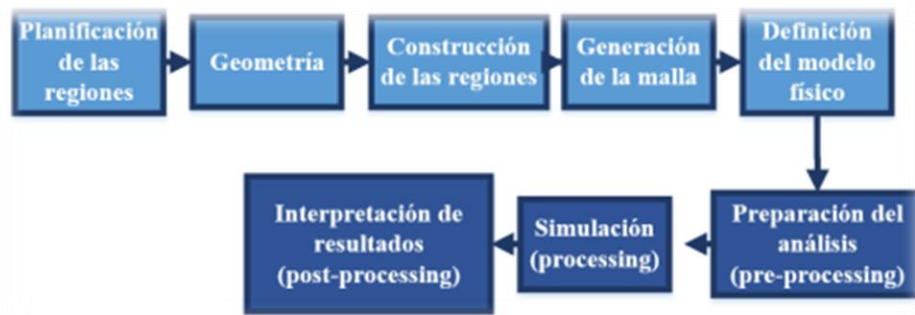 Planificación
de las
regiones
Geometría
Construcción
de las regiones
Generación
de la malla
Definición
del modelo
físico
Preparación del
análisis
(pre-processing)
Simulación
(processing)
Interpretación de
resultados
(post-processing)